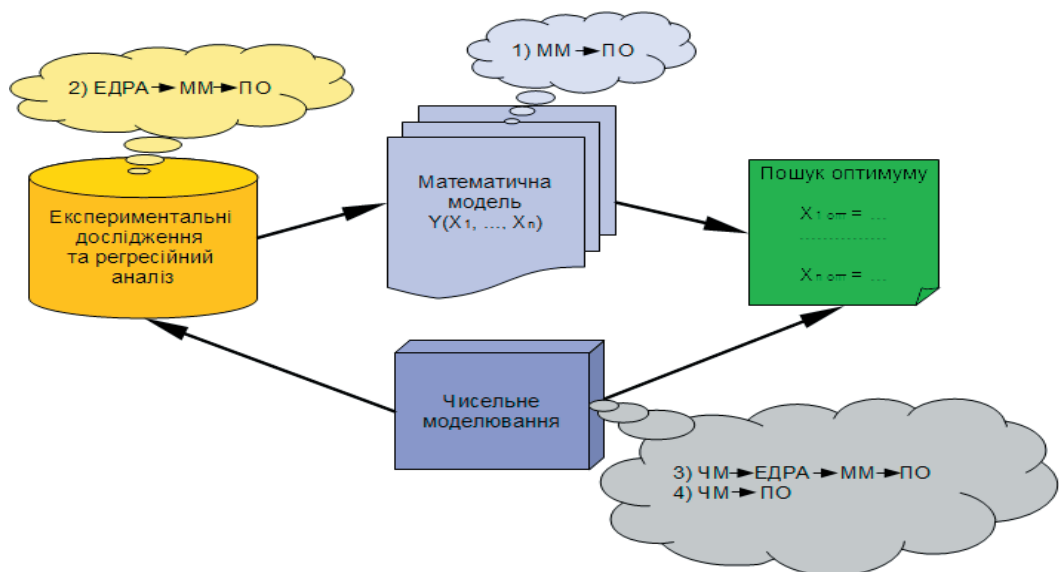 1) ММ → ПО
2) ЕДРА → ММ → ПО
Експериментальні
дослідження
та регресійний
аналіз
Математична
модель
Y(X₁, ..., Xₙ)
Пошук оптимуму
X₁ опт = ...
...............
Xₙ опт = ...
Чисельне
моделювання
3) ЧМ → ЕДРА → ММ → ПО
4) ЧМ → ПО